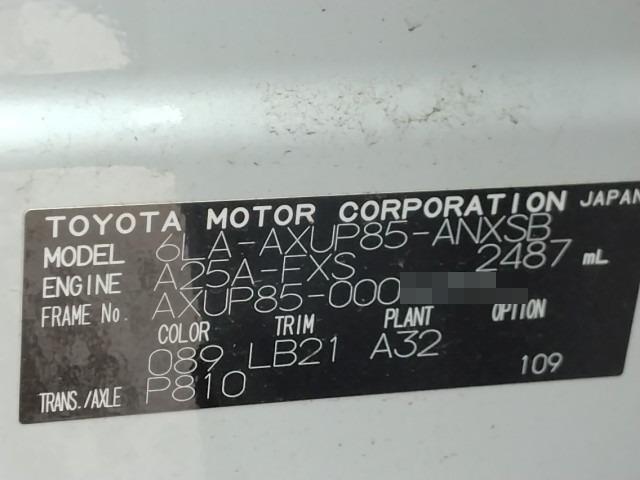 TOYOTA MOTOR CORPORATION JAPAN
MODEL 6LA-AXUP85-ANXSB
ENGINE A25A-FXS 2487 mL
FRAME No. AXUP85-000
COLOR TRIM PLANT OPTION
089 LB21 A32
TRANS./AXLE P810 109